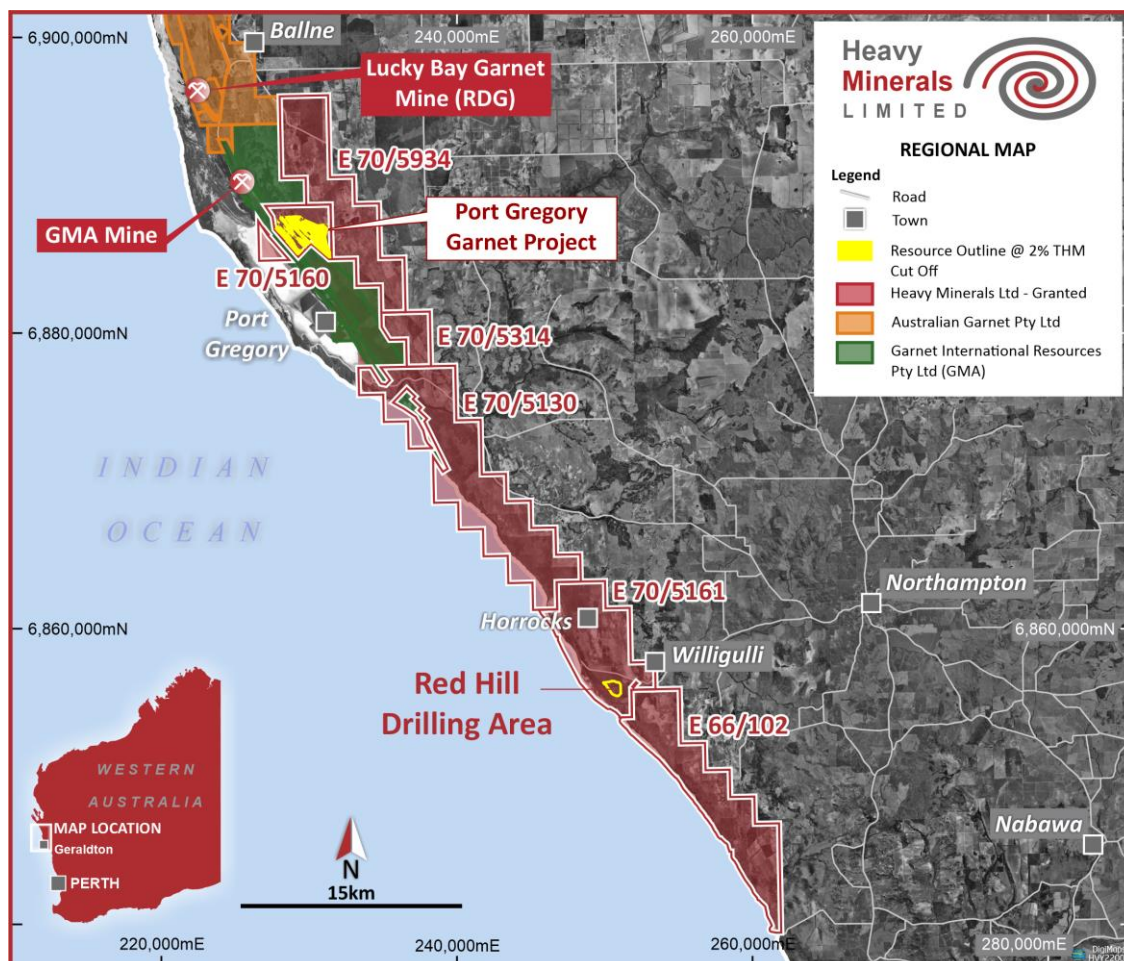 6,900,000mN
Ballne
240,000mE
260,000mE
Lucky Bay Garnet
Mine (RDG)
E 70/5934
GMA Mine
Port Gregory
Garnet Project
E 70/5160
Port
Gregory
6,880,000mN
E 70/5314
E 70/5130
INDIAN
OCEAN
E 70/5161
Horrocks
Northampton
6,860,000mN
6,860,000mN
Willigulli
Red Hill
Drilling Area
E 66/102
Nabawa
Heavy
Minerals
LIMITED
REGIONAL MAP
Legend
Road
Town
Resource Outline @ 2% THM
Cut Off
Heavy Minerals Ltd - Granted
Australian Garnet Pty Ltd
Garnet International Resources
Pty Ltd (GMA)
WESTERN
AUSTRALIA
MAP LOCATION
Geraldton
PERTH
N
15km
220,000mE
240,000mE
260,000mE
280,000mE
DigiMaps